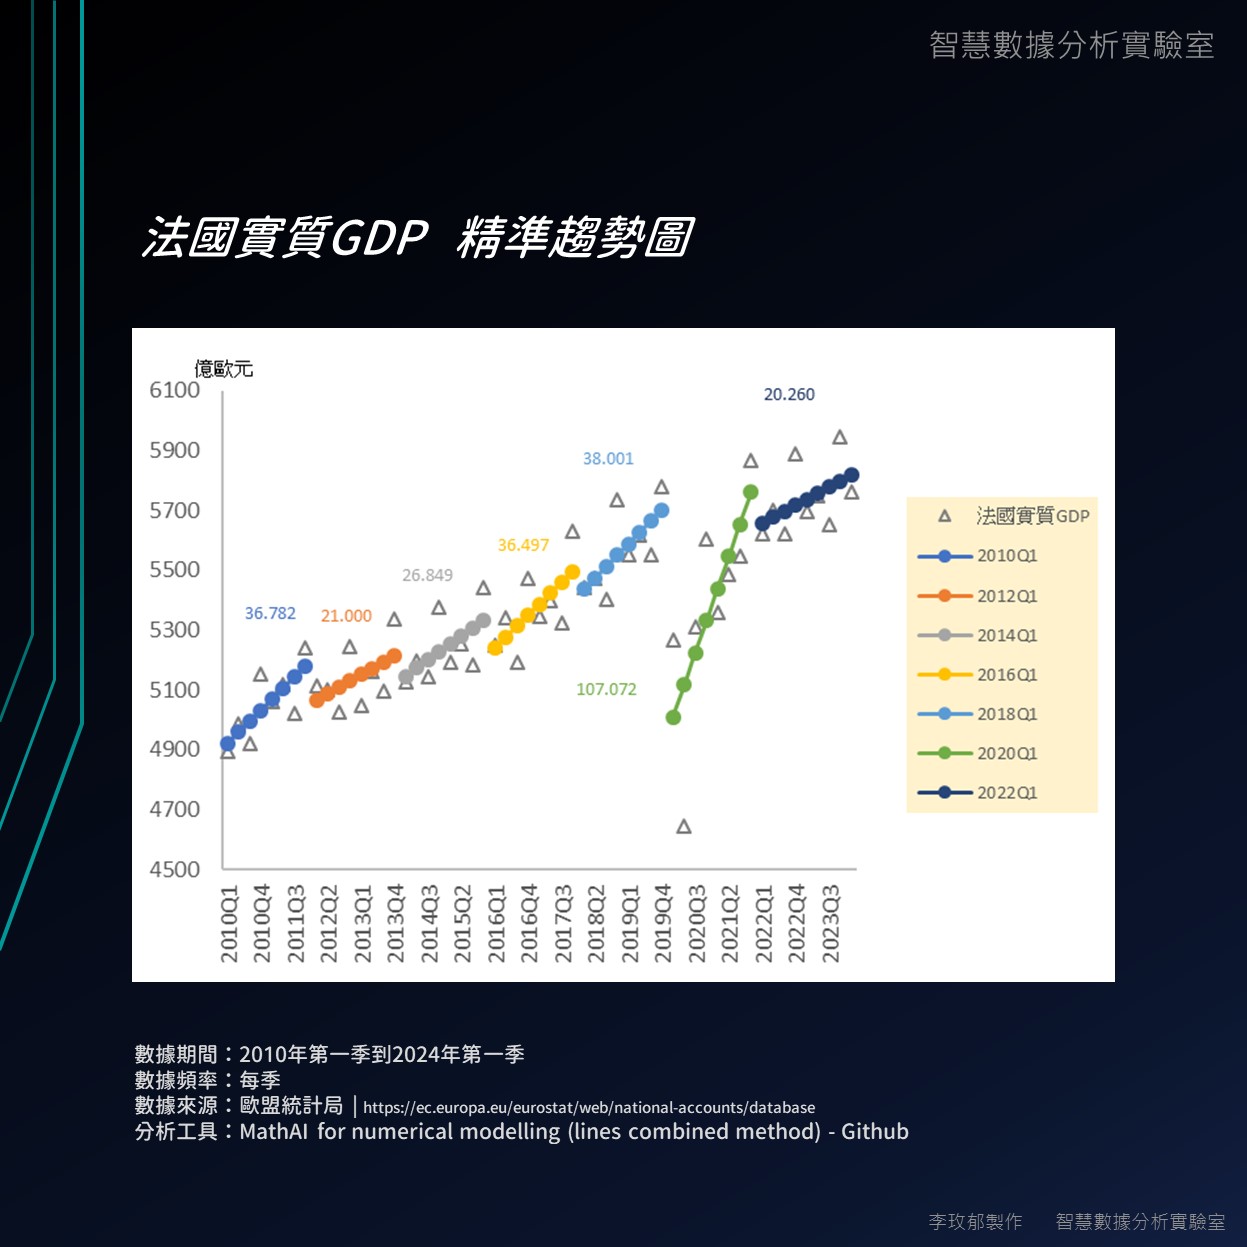 智慧數據分析實驗室
法國實質GDP 精準趨勢圖
億歐元
6100
5900
5700
5500
5300
5100
4900
4700
4500
36.782
21.000
26.849
36.497
38.001
107.072
20.260
2010Q1
2010Q4
2011Q3
2012Q2
2013Q1
2013Q4
2014Q3
2015Q2
2016Q1
2016Q4
2017Q3
2018Q2
2019Q1
2019Q4
2020Q3
2021Q2
2022Q1
2022Q4
2023Q3
法國實質GDP
2010Q1
2012Q1
2014Q1
2016Q1
2018Q1
2020Q1
2022Q1
數據期間：2010年第一季到2024年第一季
數據頻率：每季
數據來源：歐盟統計局 | https://ec.europa.eu/eurostat/web/national-accounts/database
分析工具：MathAI for numerical modelling (lines combined method) - Github
李玫郁製作 智慧數據分析實驗室